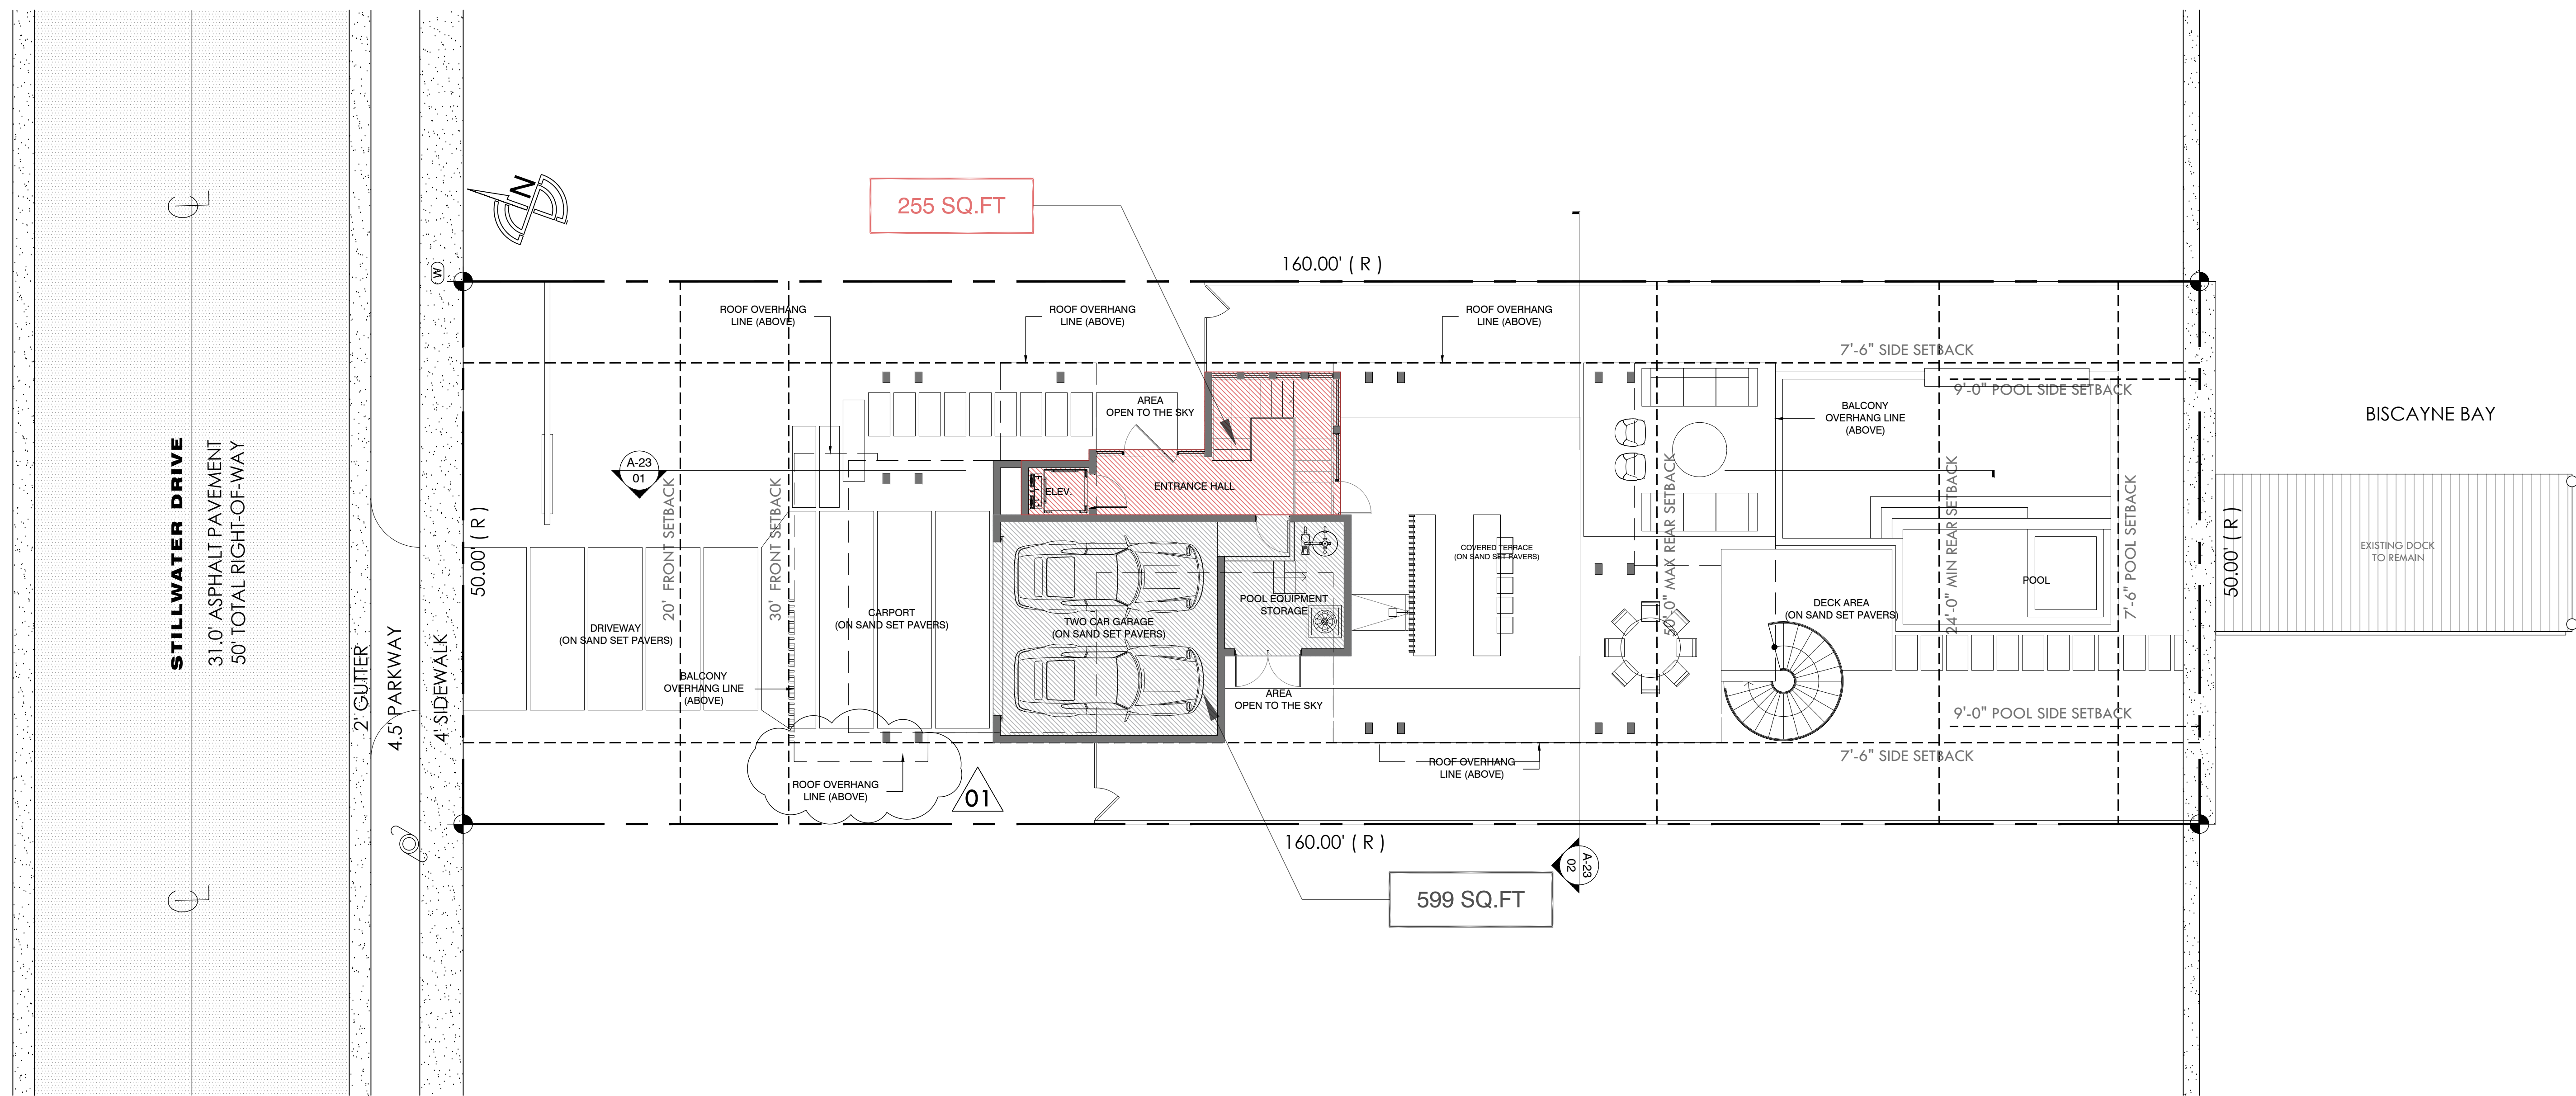 STILLWATER DRIVE
31.0' ASPHALT PAVEMENT
50' TOTAL RIGHT-OF-WAY
2' GUTTER
4.5' PARKWAY
4' SIDEWALK
W
N
255 SQ.FT
160.00' ( R )
50.00' ( R )
ROOF OVERHANG
LINE (ABOVE)
ROOF OVERHANG
LINE (ABOVE)
ROOF OVERHANG
LINE (ABOVE)
7'-6" SIDE SETBACK
9'-0" POOL SIDE SETBACK
AREA
OPEN TO THE SKY
BALCONY
OVERHANG LINE
(ABOVE)
BISCAYNE BAY
A-23
01
20' FRONT SETBACK
30' FRONT SETBACK
ELEV.
ENTRANCE HALL
COVERED TERRACE
(ON SAND SET PAVERS)
50'-0" MAX REAR SETBACK
24'-0" MIN REAR SETBACK
7'-6" POOL SETBACK
50.00' ( R )
EXISTING DOCK
TO REMAIN
POOL
DRIVEWAY
(ON SAND SET PAVERS)
CARPORT
(ON SAND SET PAVERS)
TWO CAR GARAGE
(ON SAND SET PAVERS)
POOL EQUIPMENT
STORAGE
DECK AREA
(ON SAND SET PAVERS)
BALCONY
OVERHANG LINE
(ABOVE)
AREA
OPEN TO THE SKY
9'-0" POOL SIDE SETBACK
7'-6" SIDE SETBACK
ROOF OVERHANG
LINE (ABOVE)
ROOF OVERHANG
LINE (ABOVE)
01
160.00' ( R )
A-23
02
599 SQ.FT